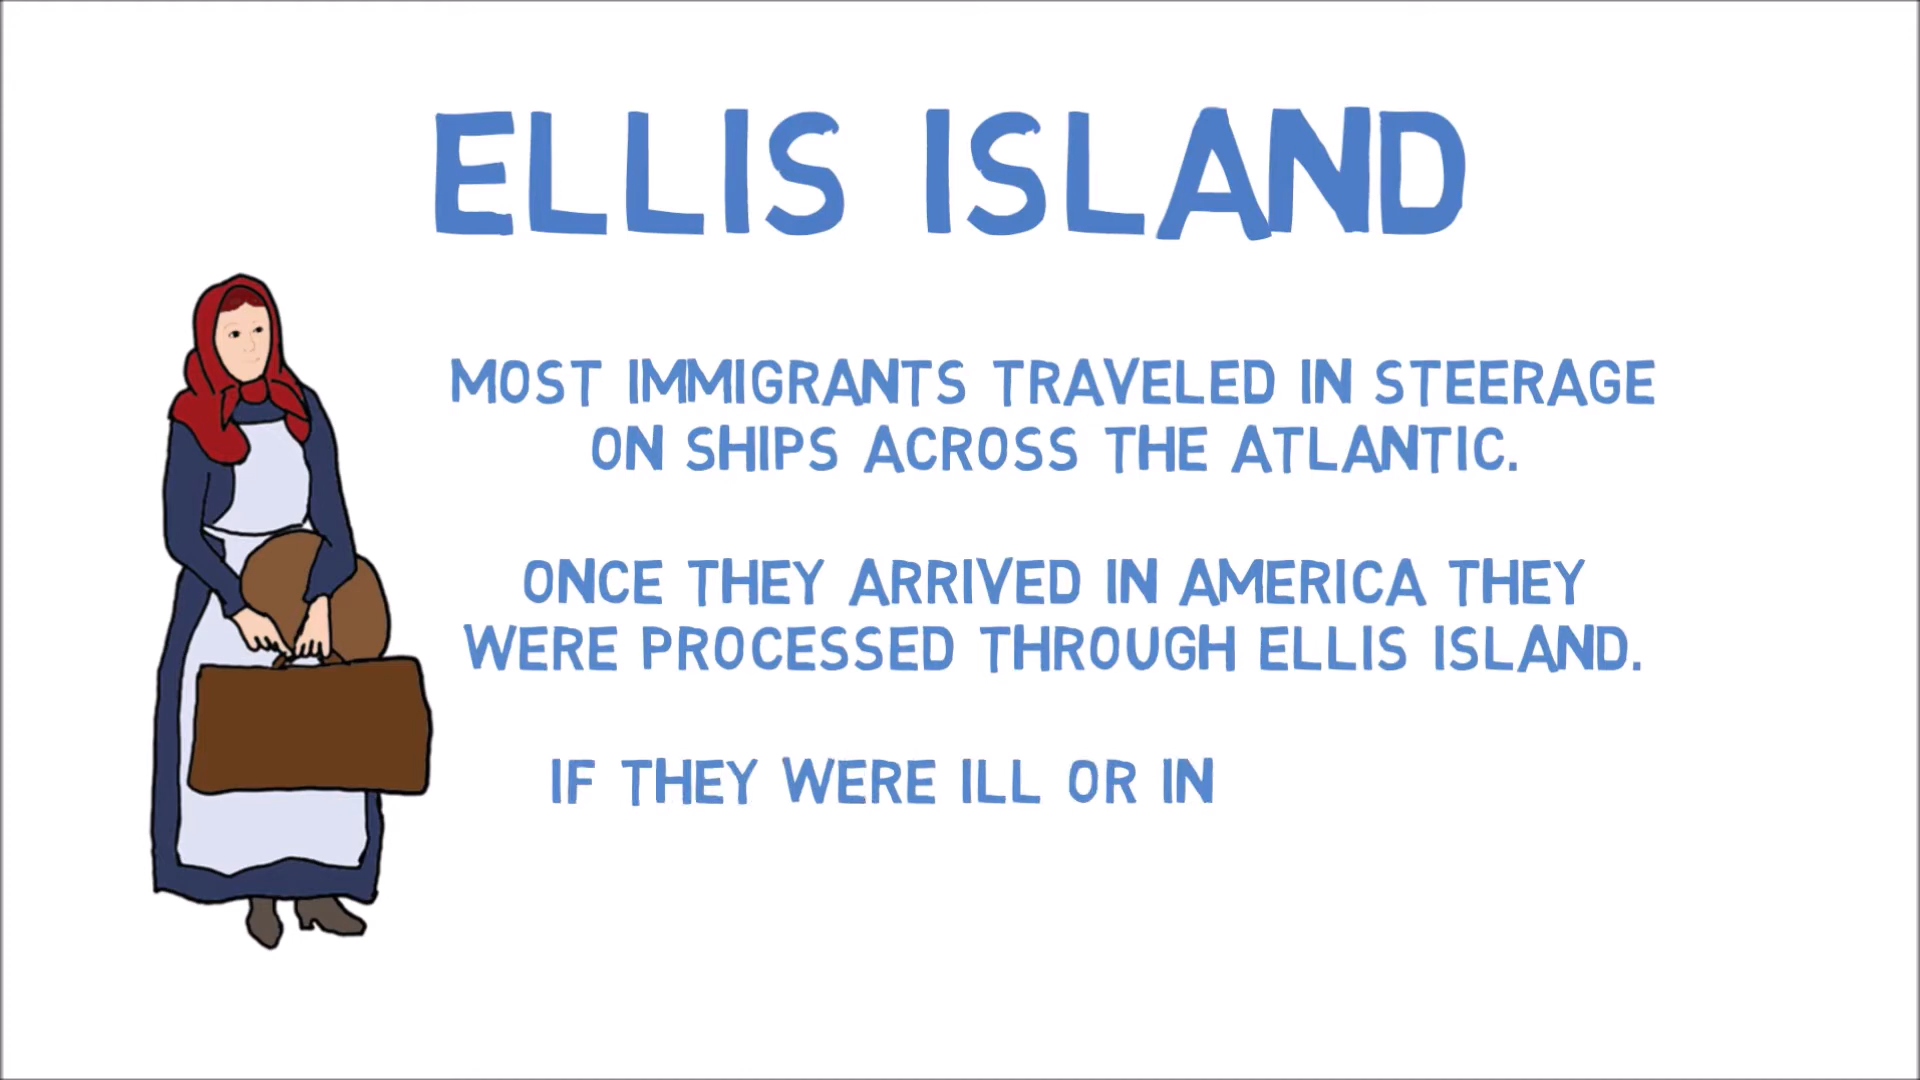 ELLIS ISLAND
MOST IMMIGRANTS TRAVELED IN STEERAGE
ON SHIPS ACROSS THE ATLANTIC.
ONCE THEY ARRIVED IN AMERICA THEY
WERE PROCESSED THROUGH ELLIS ISLAND.
IF THEY WERE ILL OR IN